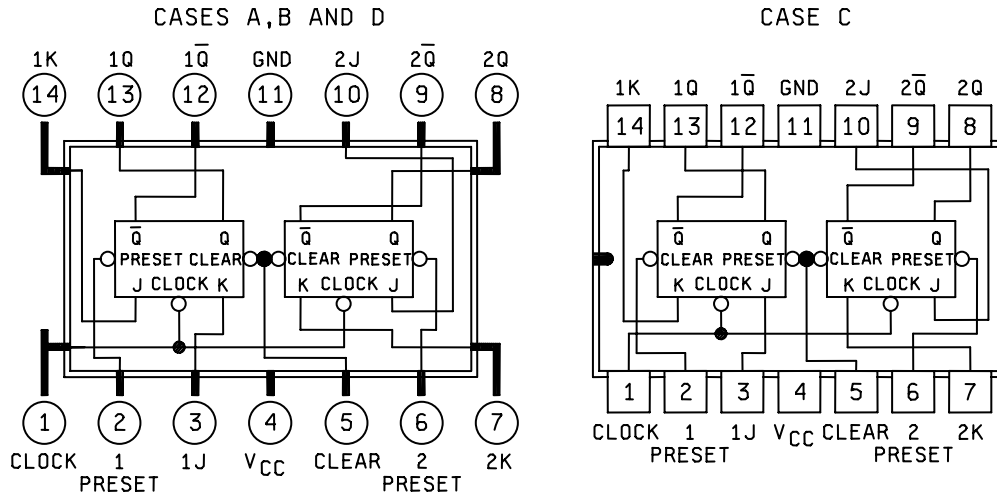 CASES A,B AND D
1K 1Q 1Q̅ GND 2J 2Q̅ 2Q
14 13 12 11 10 9 8
Q̅ Q Q̅ Q
PRESET CLEAR CLEAR PRESET
J CLOCK K K CLOCK J
1 2 3 4 5 6 7
CLOCK 1 1J VCC CLEAR 2 2K
PRESET PRESET
CASE C
1K 1Q 1Q̅ GND 2J 2Q̅ 2Q
14 13 12 11 10 9 8
Q̅ Q Q̅ Q
CLEAR PRESET CLEAR PRESET
K CLOCK J K CLOCK J
1 2 3 4 5 6 7
CLOCK 1 1J VCC CLEAR 2 2K
PRESET PRESET